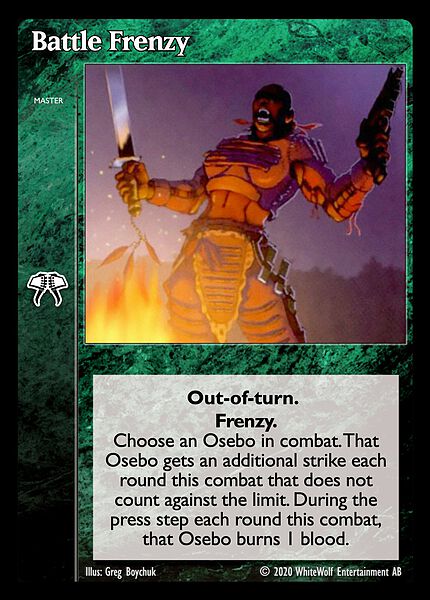 Battle Frenzy
MASTER
Out-of-turn.
Frenzy.
Choose an Osebo in combat. That
Osebo gets an additional strike each
round this combat that does not
count against the limit. During the
press step each round this combat,
that Osebo burns 1 blood.
Illus: Greg Boychuk © 2020 WhiteWolf Entertainment AB